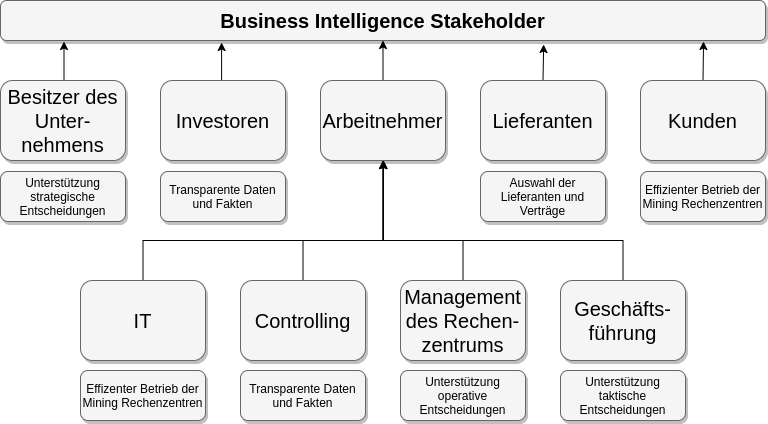 Business Intelligence Stakeholder
Besitzer des
Unter-
nehmens
Investoren
Arbeitnehmer
Lieferanten
Kunden
Unterstützung
strategische
Entscheidungen
Transparente Daten
und Fakten
Auswahl der
Lieferanten und
Verträge
Effizienter Betrieb der
Mining Rechenzentren
IT
Controlling
Management
des Rechen-
zentrums
Geschäfts-
führung
Effizenter Betrieb der
Mining Rechenzentren
Transparente Daten
und Fakten
Unterstützung
operative
Entscheidungen
Unterstützung
taktische
Entscheidungen